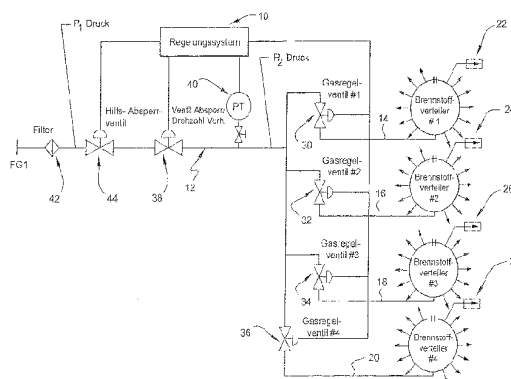 10
22
P1 Druck
Regelungssystem
P2 Druck
40
Gasregel-
ventil #1
Brennstoff-
verteiler
#1
PT
Filter
Hilfs-Absperr-
ventil
Drehzahl Verh.
30
14
24
FG1
42
44
38
12
Gasregel-
ventil #2
Brennstoff-
verteiler
#2
32
16
26
Gasregel-
ventil #3
Brennstoff-
verteiler
#3
34
18
36
Gasregel-
ventil #4
Brennstoff-
verteiler
#4
20